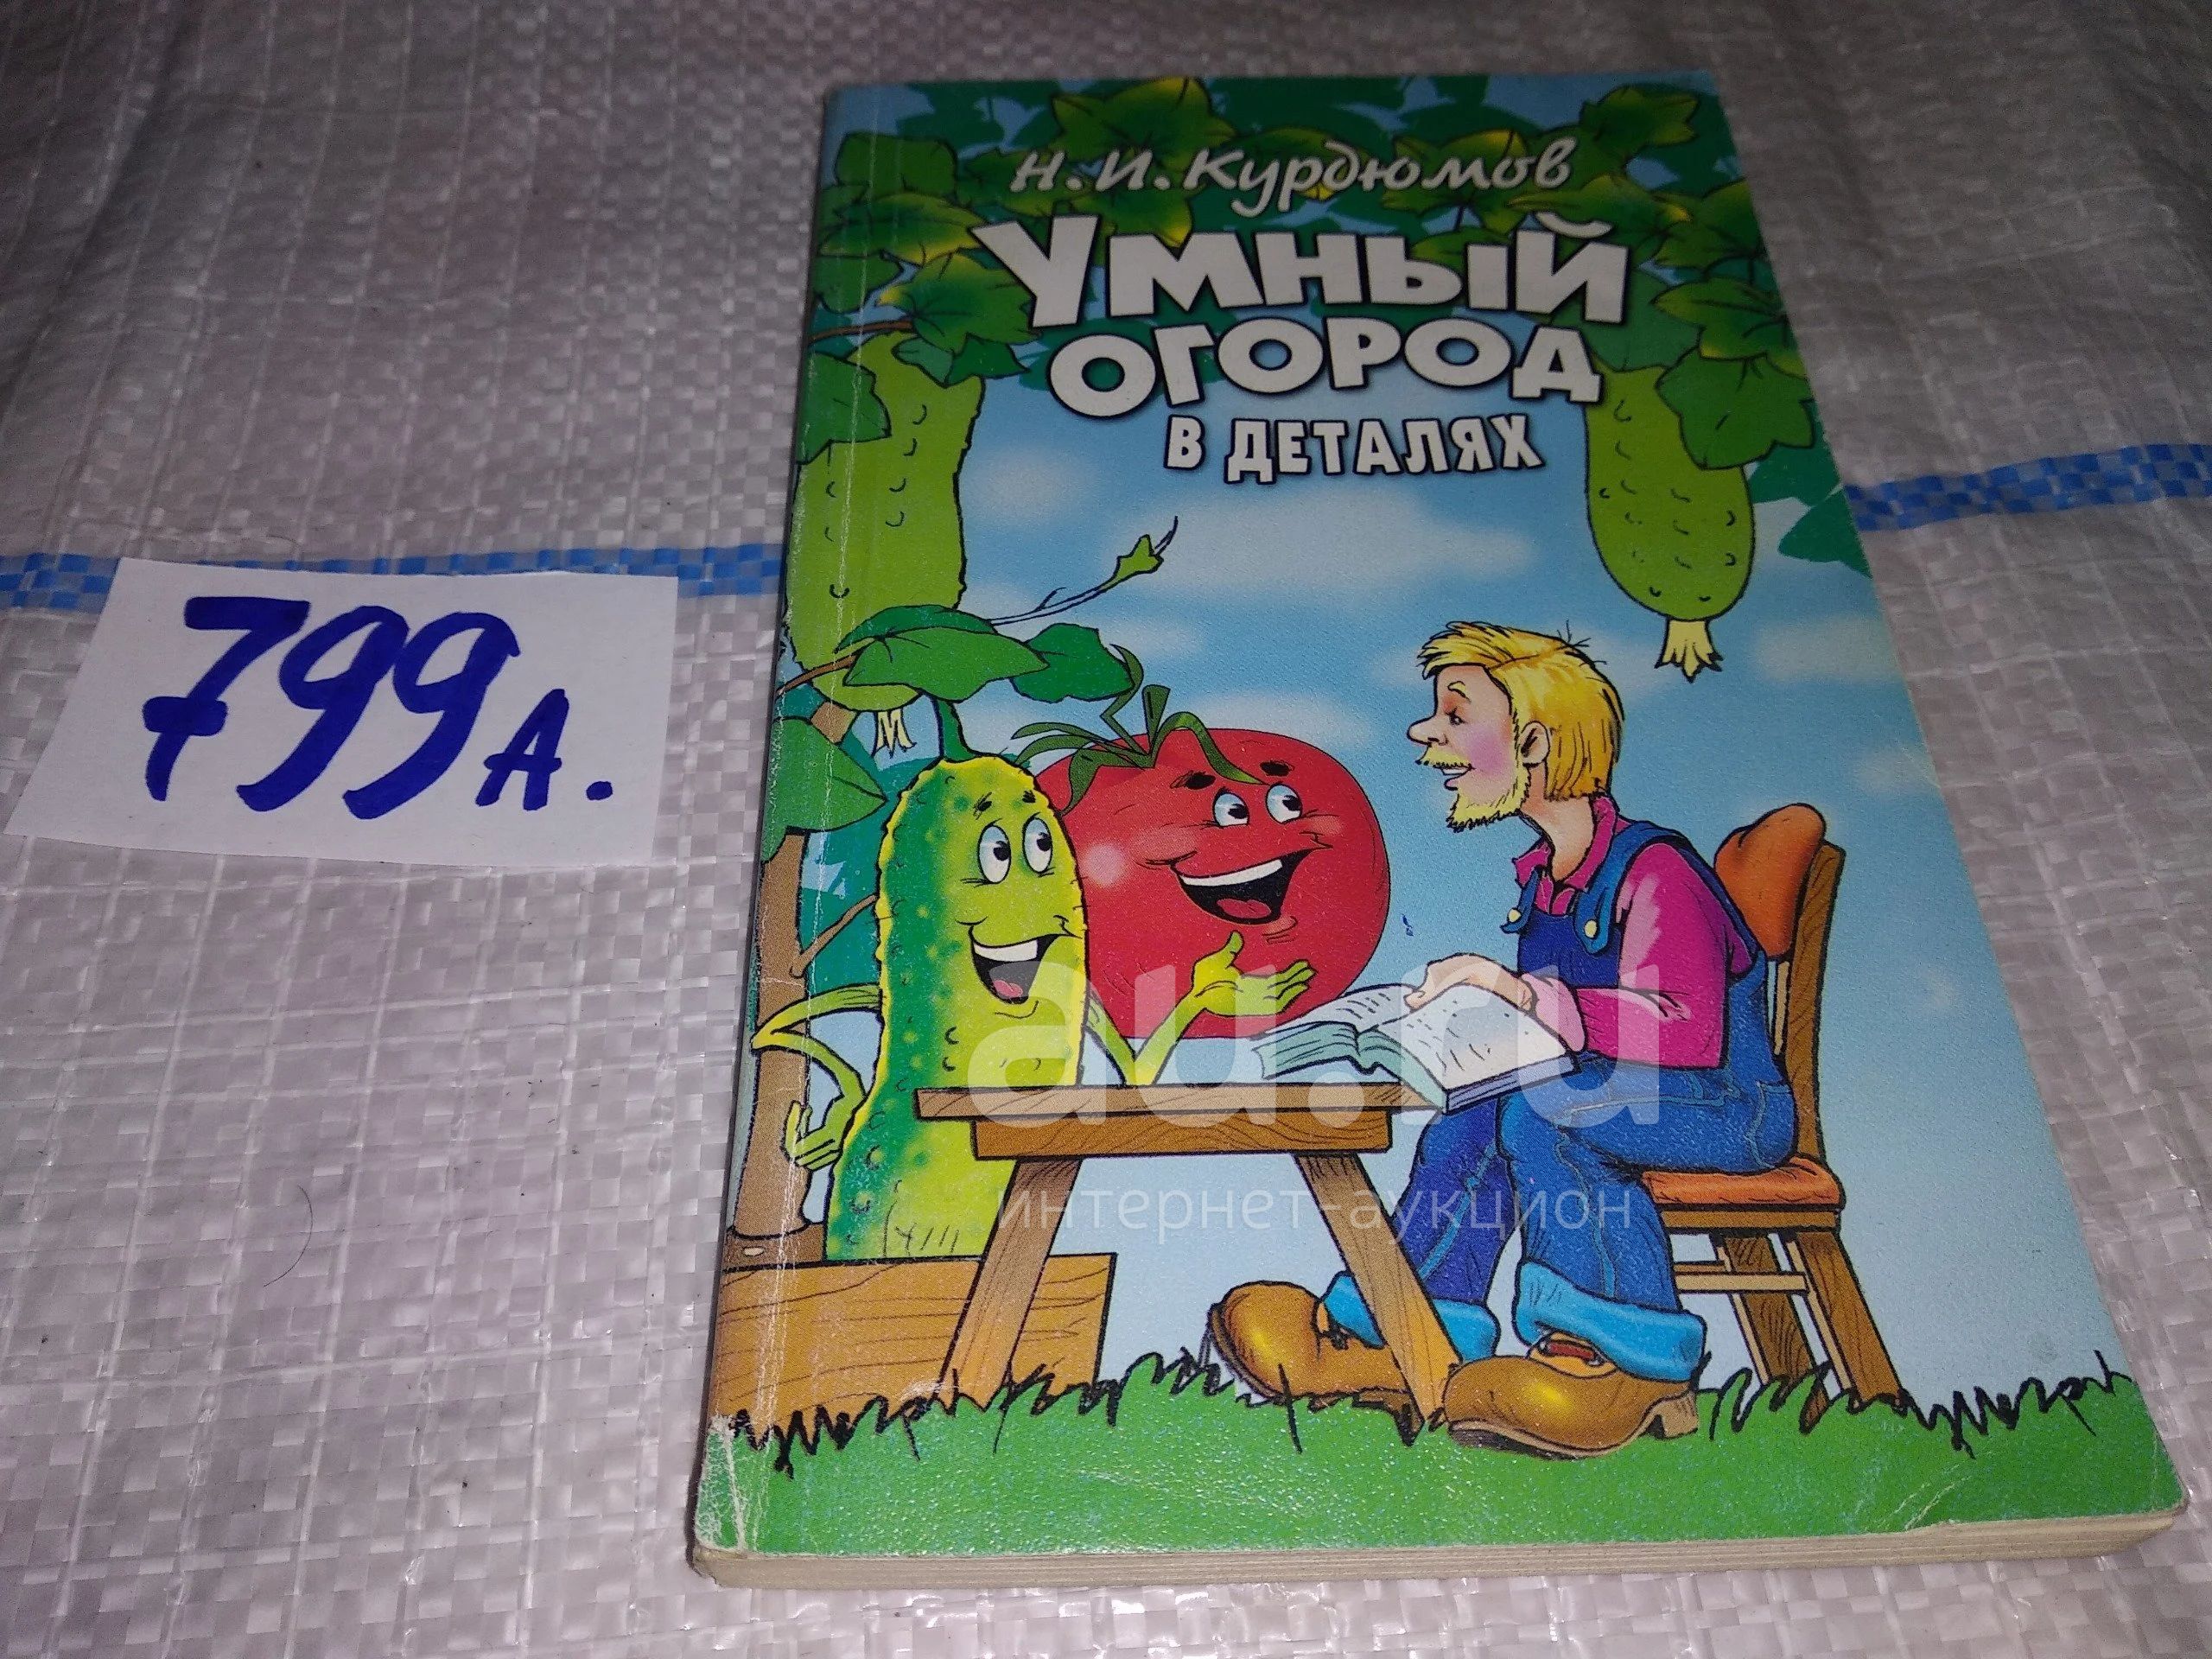 Н.И.Курдюмов
Умный
огород
в деталях
799А.
au.ru
интернет-аукцион